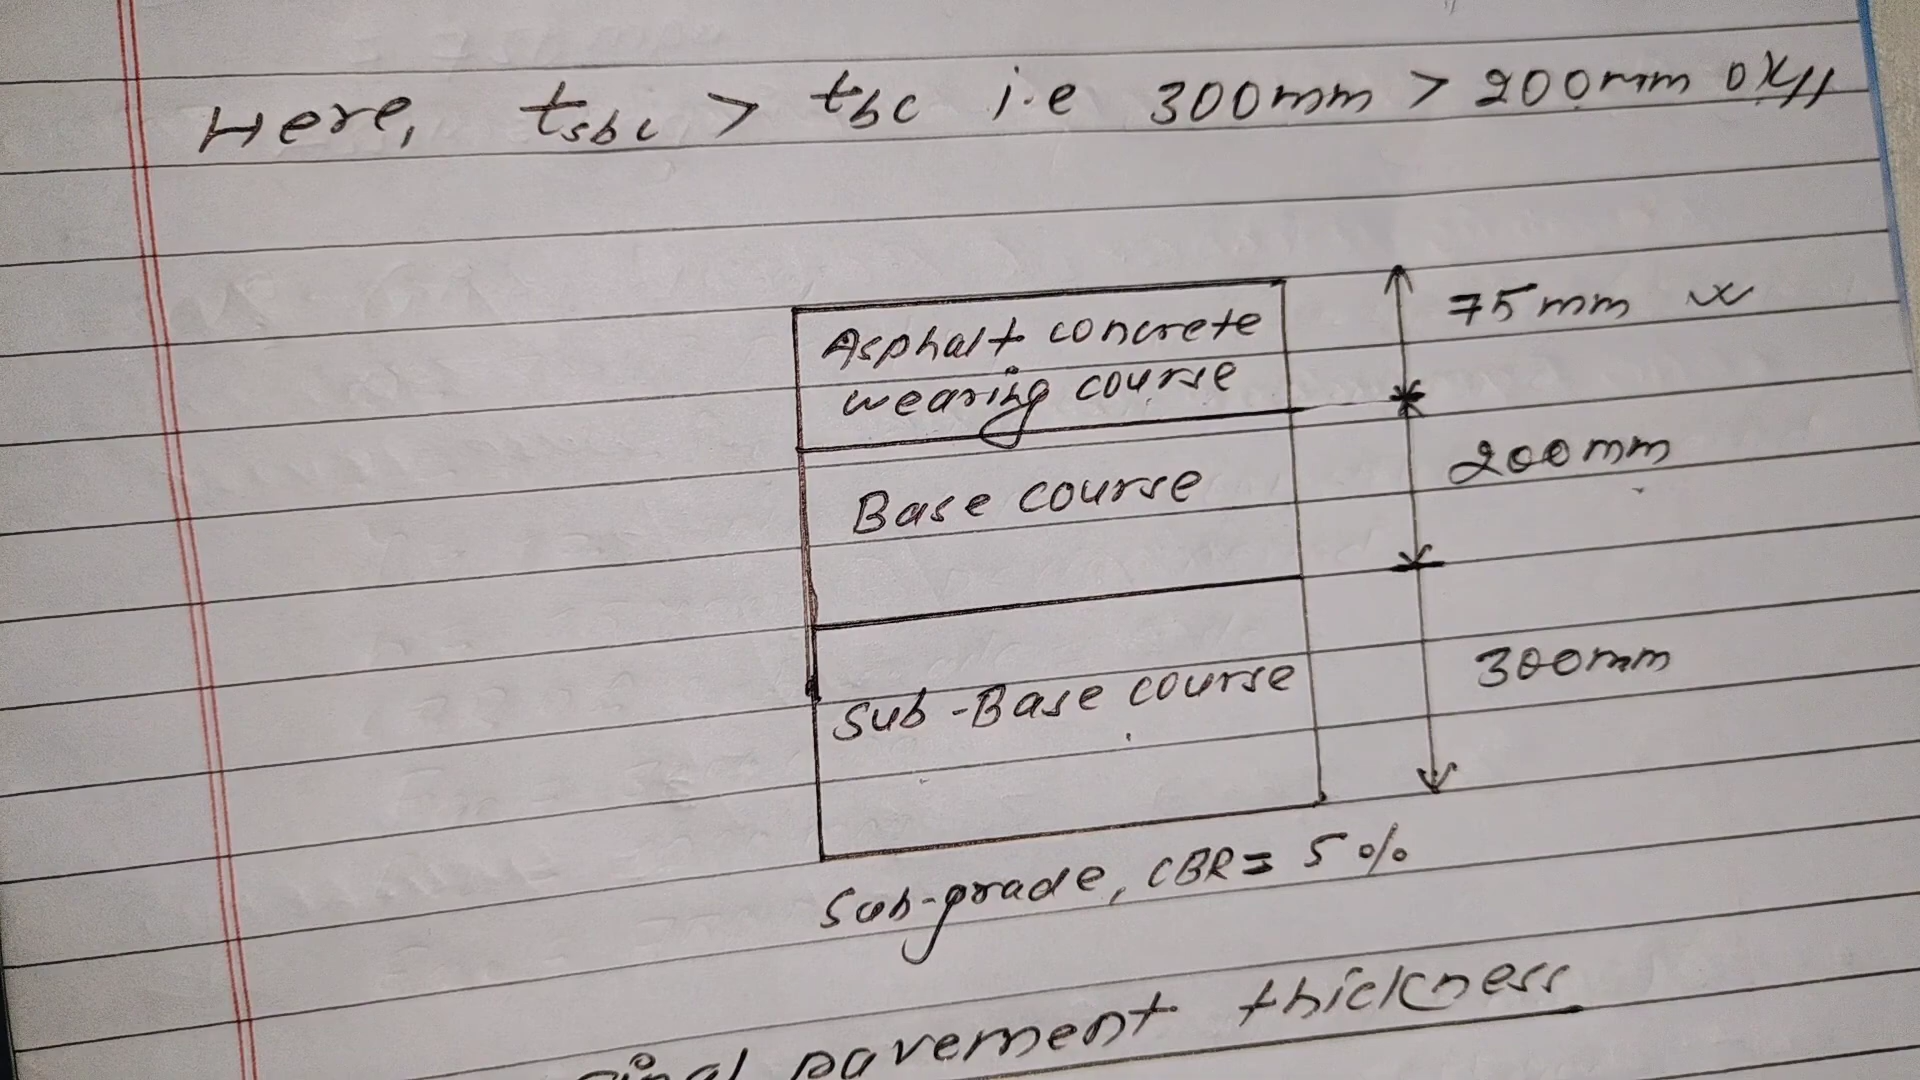 Here, tsbc > tbc i.e 300mm > 200mm OK//
Asphalt concrete
wearing course
75mm
Base course
200mm
Sub-Base course
300mm
Sub-grade, CBR = 5%
pavement thickness